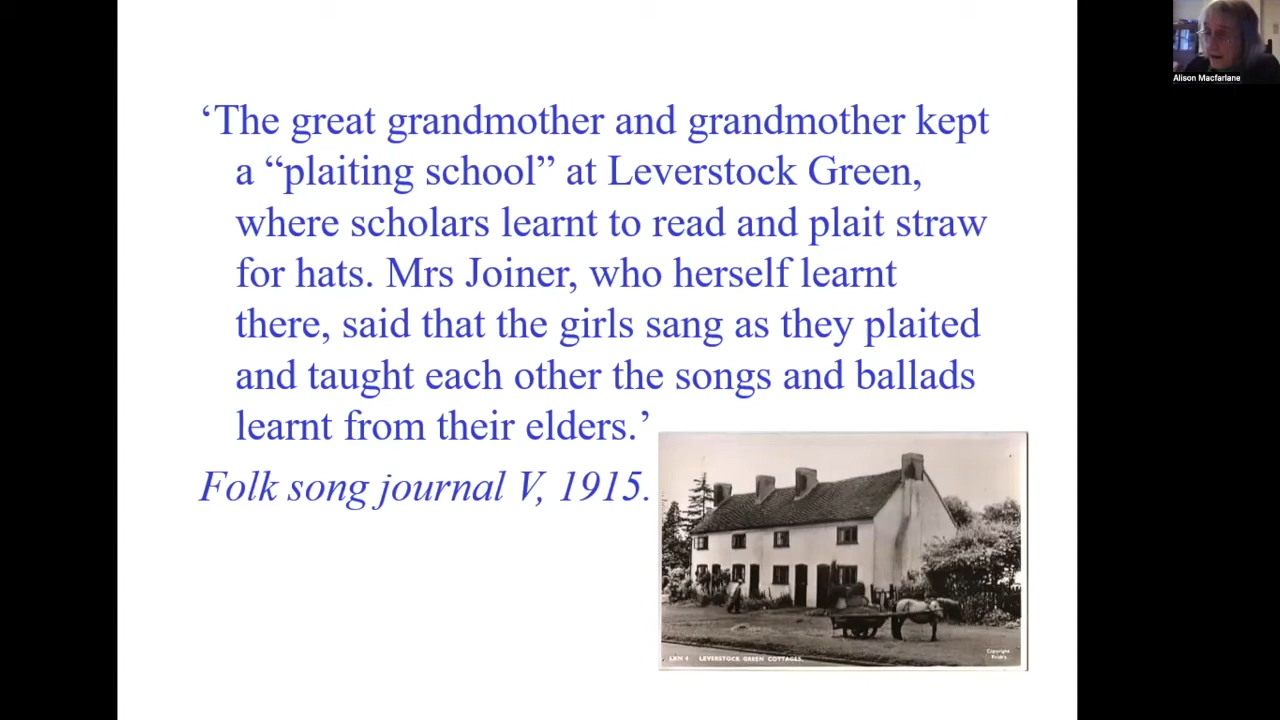 Alison Macfarlane
‘The great grandmother and grandmother kept
a “plaiting school” at Leverstock Green,
where scholars learnt to read and plait straw
for hats. Mrs Joiner, who herself learnt
there, said that the girls sang as they plaited
and taught each other the songs and ballads
learnt from their elders.’
Folk song journal V, 1915.
LEVERSTOCK GREEN COTTAGES.
Copyright